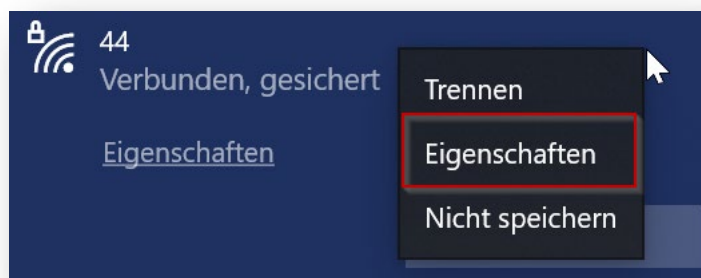 44
Verbunden, gesichert
Eigenschaften
Trennen
Eigenschaften
Nicht speichern